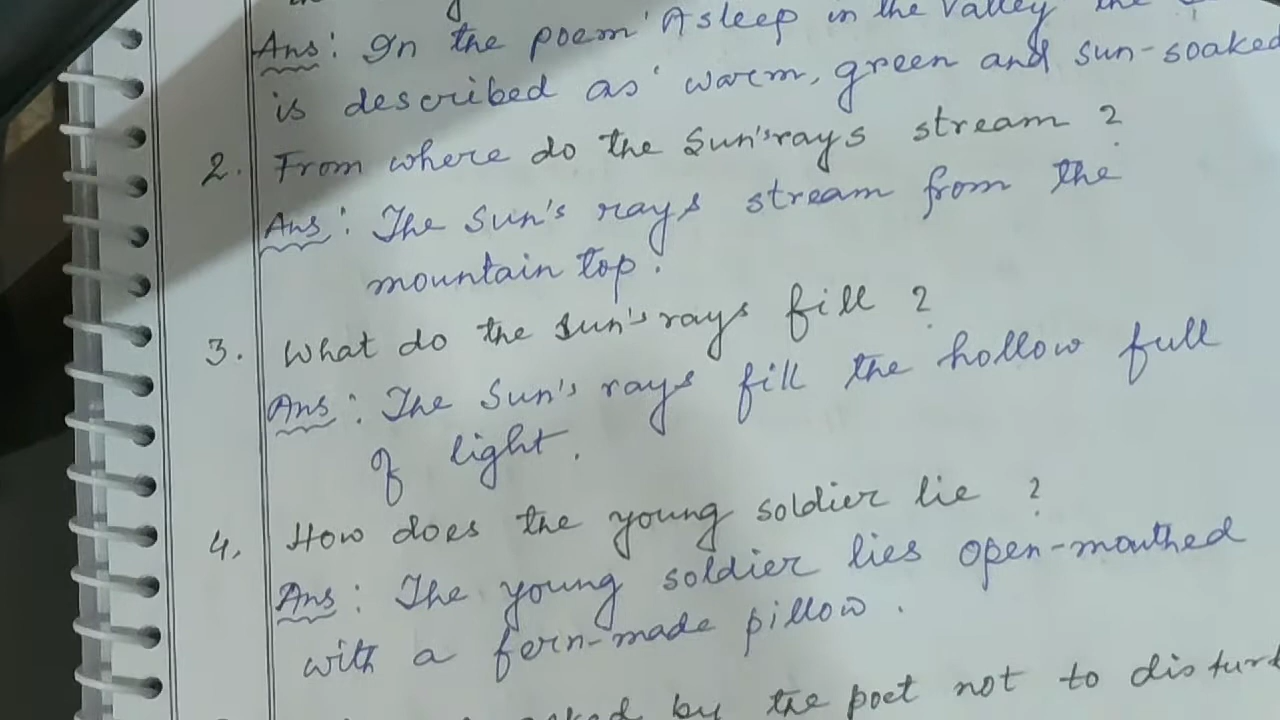 Ans: In the poem 'Asleep in the Valley' the
is described as 'warm, green and sun-soaked
2. From where do the Sun's rays stream ?
Ans: The Sun's rays stream from the
mountain top.
3. What do the Sun's rays fill ?
Ans: The Sun's rays fill the hollow full
of light.
4. How does the young soldier lie ?
Ans: The young soldier lies open-mouthed
with a fern-made pillow.
by the poet not to disturb